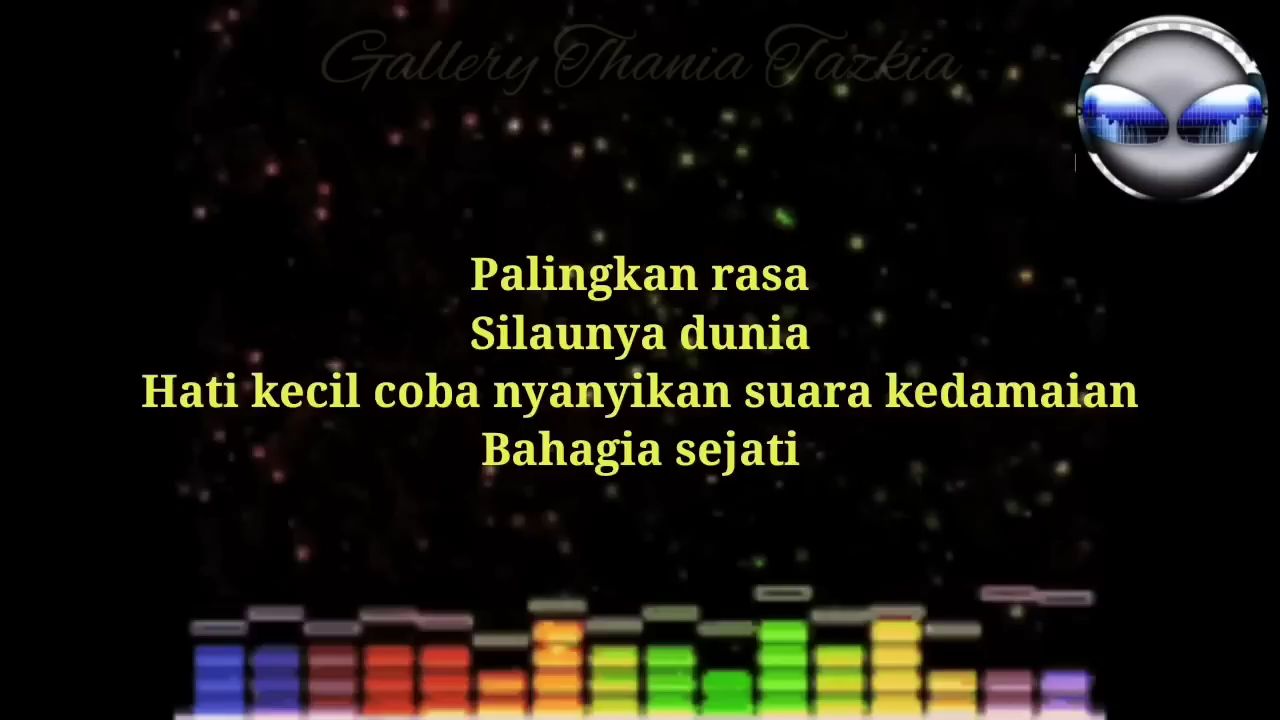 Gallery Thania Tazkia
Palingkan rasa
Silaunya dunia
Hati kecil coba nyanyikan suara kedamaian
Bahagia sejati